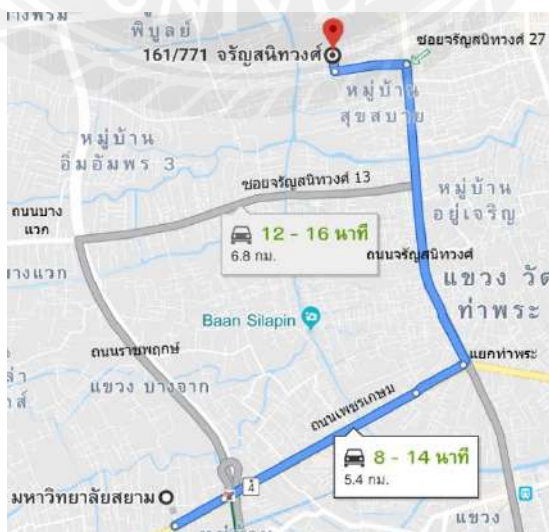 พิบูลย์
161/771 จรัญสนิทวงศ์
ซอยจรัญสนิทวงศ์ 27
หมู่บ้าน
สุขสบาย
หมู่บ้าน
อิ่มอัมพร 3
ซอยจรัญสนิทวงศ์ 13
หมู่บ้าน
อยู่เจริญ
ถนนบาง
แวก
12 - 16 นาที
6.8 กม.
ถนนจรัญสนิทวงศ์
บางแวก
แขวง วัด
ท่าพระ
Baan Silapin
ถนนราชพฤกษ์
แยกท่าพระ
แขวง บางจาก
ถนนเพชรเกษม
8 - 14 นาที
5.4 กม.
4
มหาวิทยาลัยสยาม
แขวง